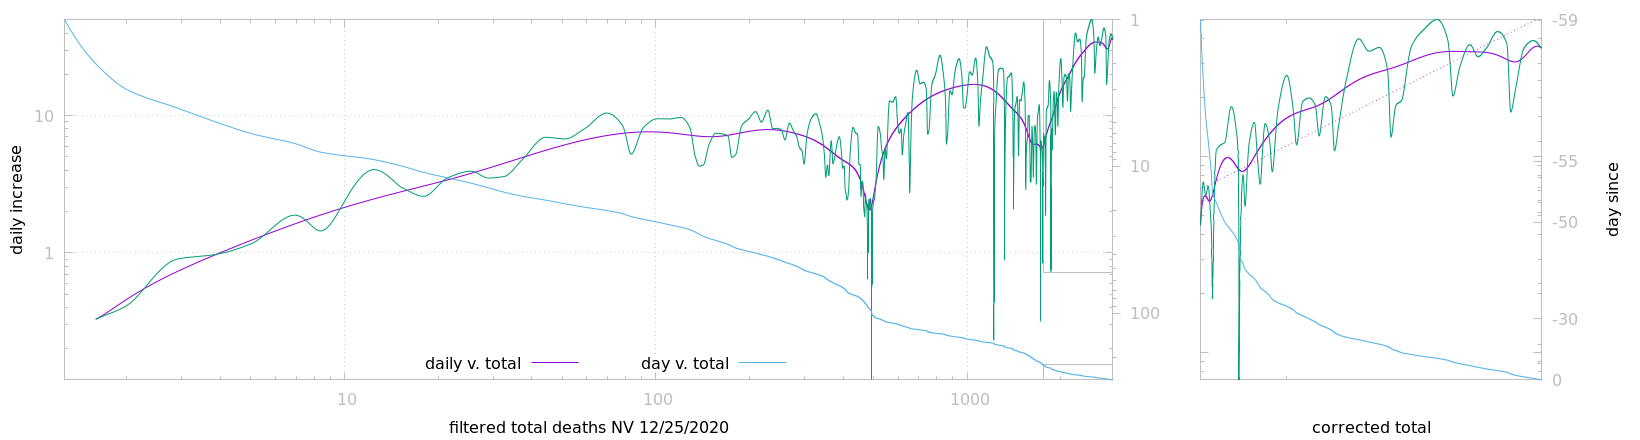 daily increase
10
1
daily v. total
day v. total
10
100
1000
filtered total deaths NV 12/25/2020
1
10
100
-59
-55
-50
-30
0
day since
corrected total